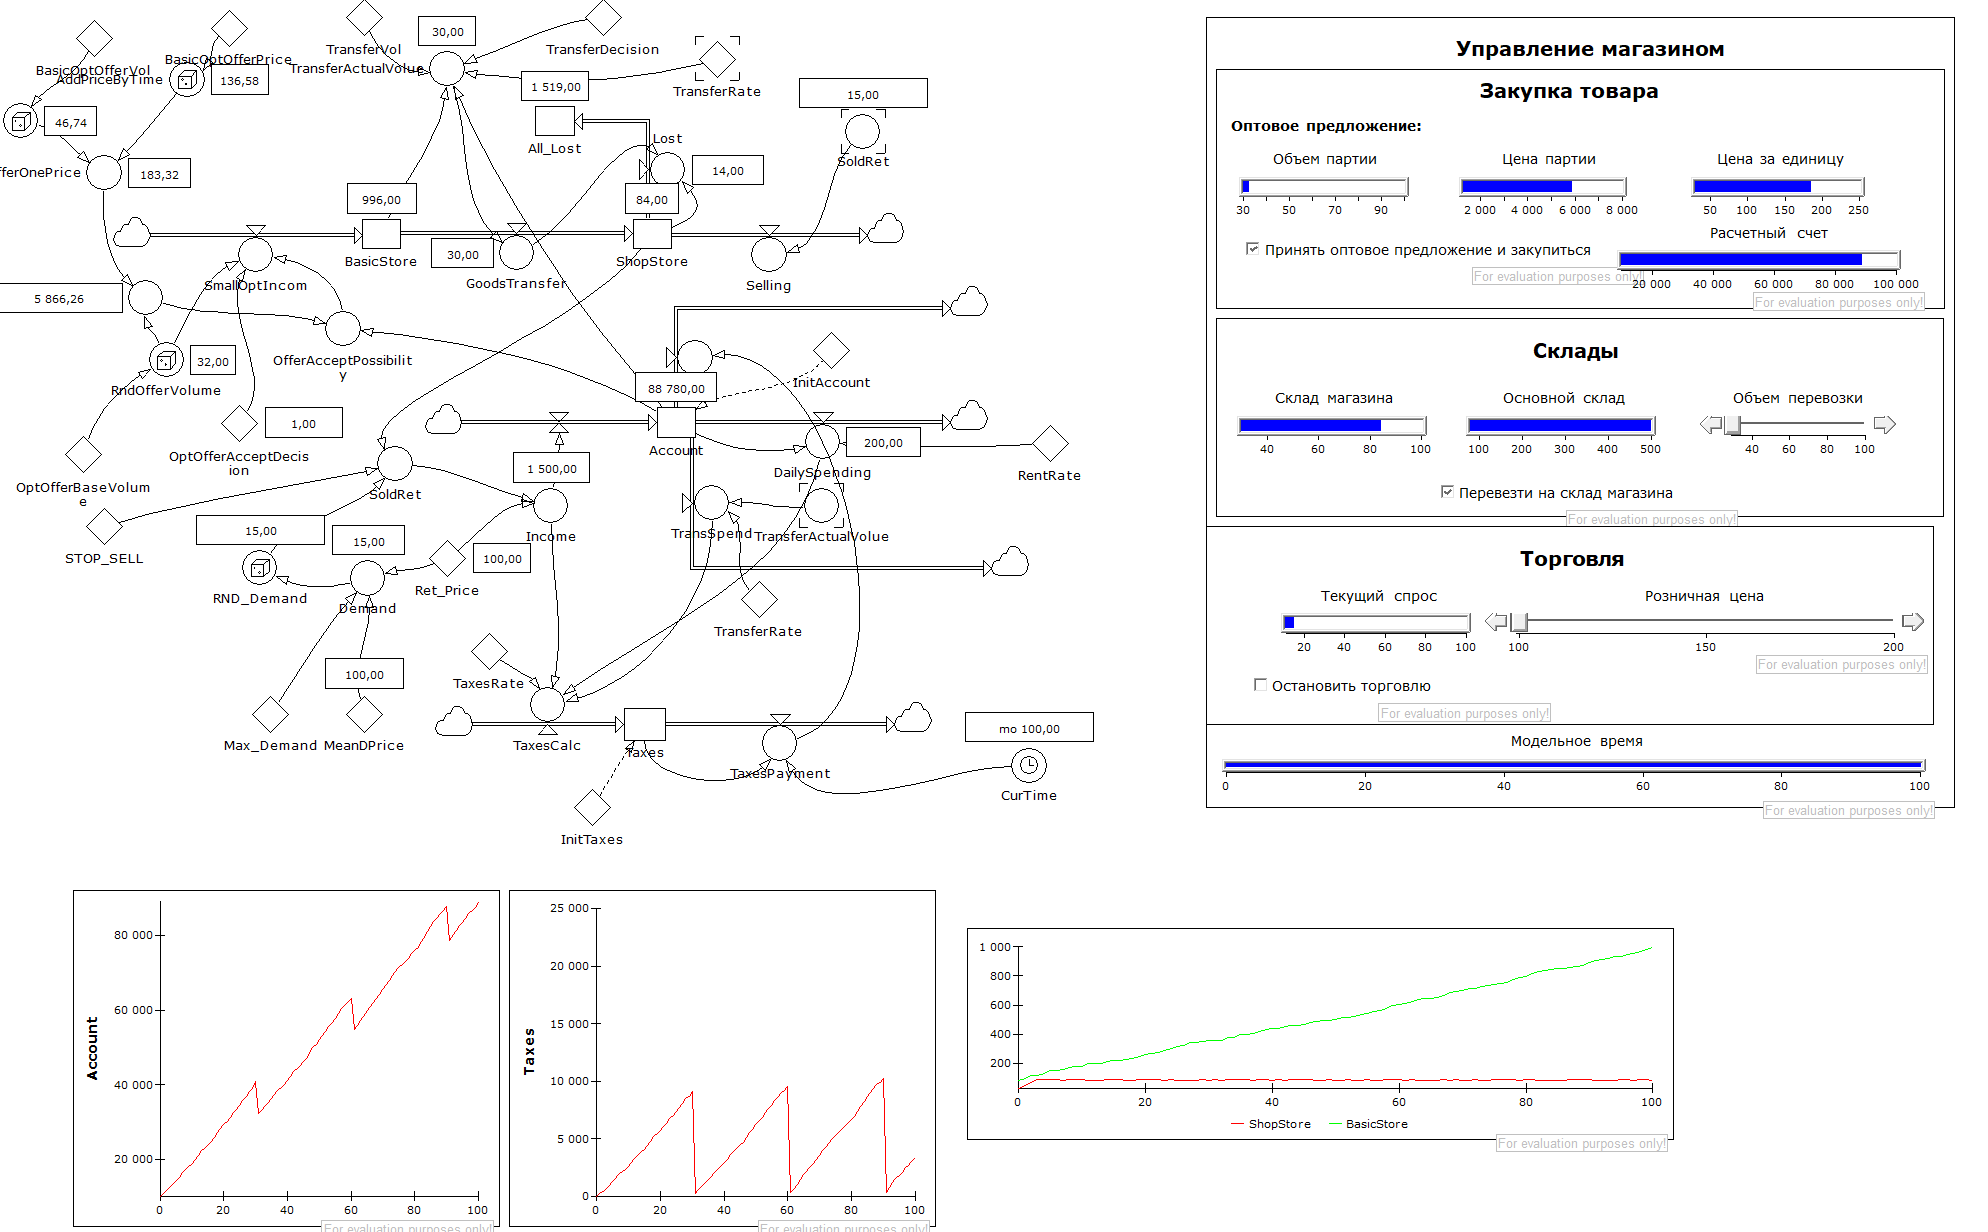 BasicOptOfferVol
BasicOptOfferPrice
AddPriceByTime
136,58
46,74
fferOnePrice
183,32
TransferVol
30,00
TransferActualVolue
TransferDecision
1 519,00
TransferRate
All_Lost
Lost
14,00
15,00
SoldRet
996,00
84,00
BasicStore
30,00
GoodsTransfer
ShopStore
Selling
SmallOptIncom
5 866,26
32,00
RndOfferVolume
OfferAcceptPossibilit
y
1,00
OptOfferAcceptDecis
ion
OptOfferBaseVolum
e
STOP_SELL
88 780,00
InitAccount
Account
200,00
DailySpending
RentRate
SoldRet
1 500,00
Income
TransSpend
TransferActualVolue
15,00
15,00
RND_Demand
Demand
100,00
Ret_Price
TransferRate
TaxesRate
100,00
Max_Demand
MeanDPrice
TaxesCalc
Taxes
TaxesPayment
mo 100,00
CurTime
InitTaxes
Управление магазином
Закупка товара
Оптовое предложение:
Объем партии
Цена партии
Цена за единицу
30 50 70 90
2 000 4 000 6 000 8 000
50 100 150 200 250
Расчетный счет
Принять оптовое предложение и закупиться
For evaluation purposes only!
20 000 40 000 60 000 80 000 100 000
For evaluation purposes only!
Склады
Склад магазина
Основной склад
Объем перевозки
40 60 80 100
100 200 300 400 500
40 60 80 100
Перевезти на склад магазина
For evaluation purposes only!
Торговля
Текущий спрос
Розничная цена
20 40 60 80 100
100 150 200
For evaluation purposes only!
Остановить торговлю
For evaluation purposes only!
Модельное время
0 20 40 60 80 100
For evaluation purposes only!
Account
80 000
60 000
40 000
20 000
0 20 40 60 80 100
For evaluation purposes only!
Taxes
25 000
20 000
15 000
10 000
5 000
0
0 20 40 60 80 100
For evaluation purposes only!
1 000
800
600
400
200
0 20 40 60 80 100
ShopStore BasicStore
For evaluation purposes only!